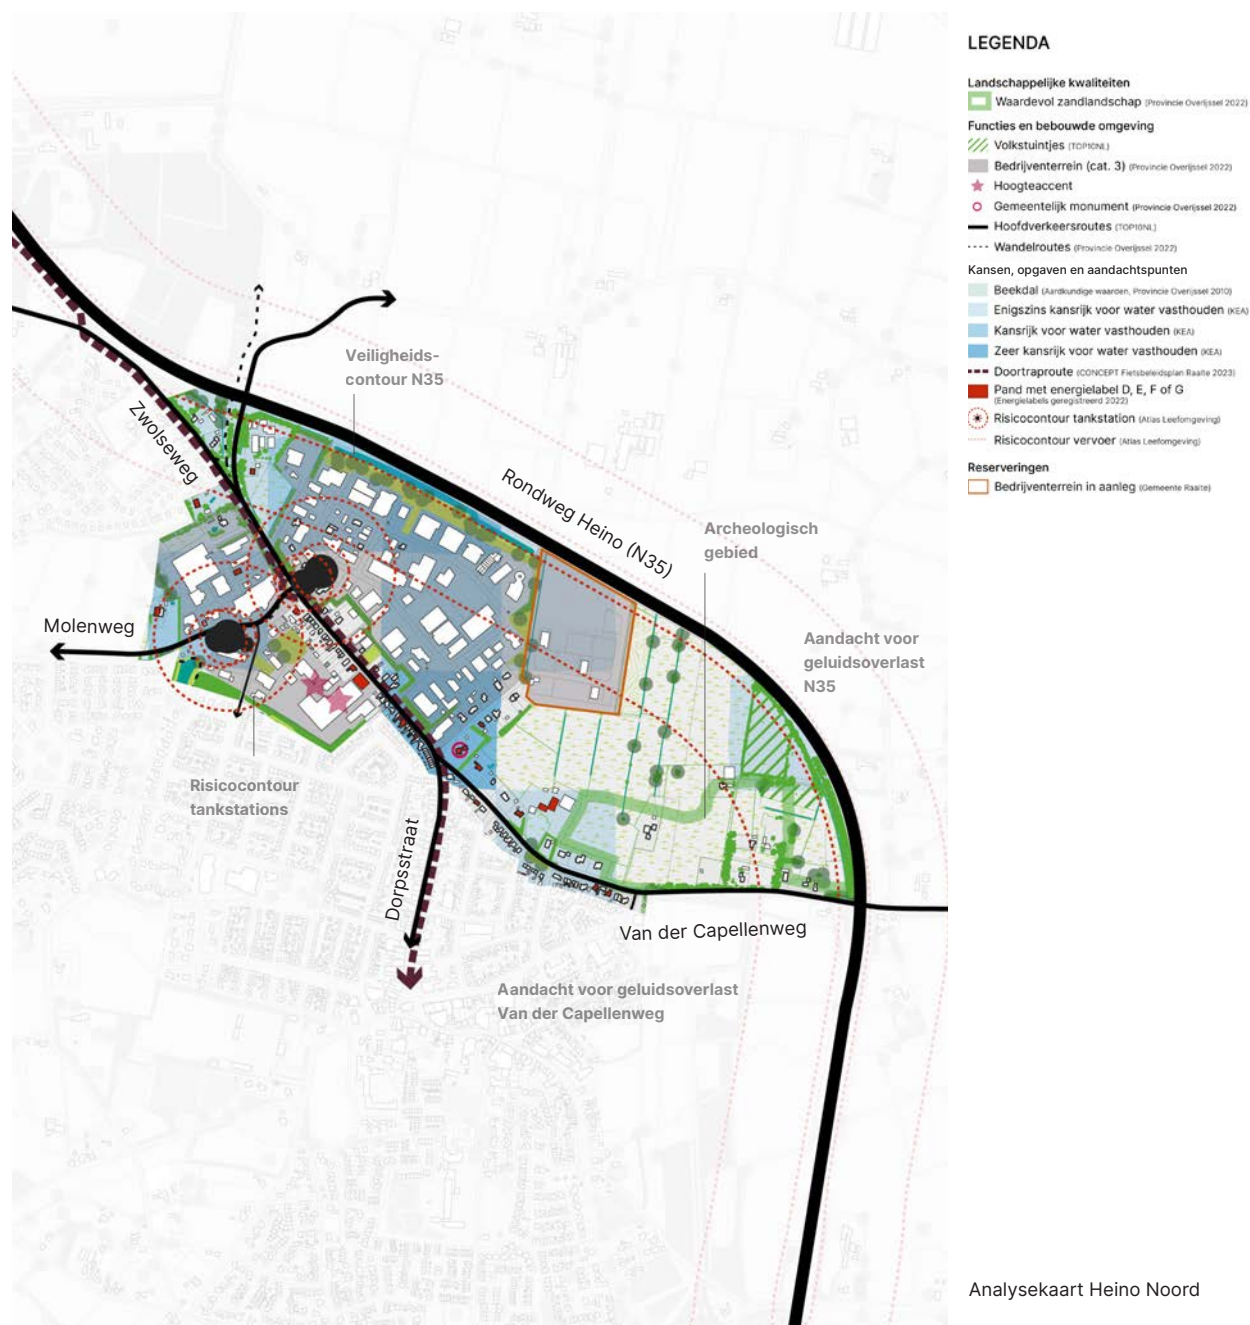 LEGENDA
Landschappelijke kwaliteiten
Waardevol zandlandschap (Provincie Overijssel 2022)
Functies en bebouwde omgeving
Volkstuintjes (TOP10NL)
Bedrijventerrein (cat. 3) (Provincie Overijssel 2022)
Hoogteaccent
Gemeentelijk monument (Provincie Overijssel 2022)
Hoofdverkeersroutes (TOP10NL)
Wandelroutes (Provincie Overijssel 2022)
Kansen, opgaven en aandachtspunten
Beekdal (Aardkundige waarden, Provincie Overijssel 2010)
Enigszins kansrijk voor water vasthouden (KEA)
Kansrijk voor water vasthouden (KEA)
Zeer kansrijk voor water vasthouden (KEA)
Doortraproute (CONCEPT Fietsbeleidsplan Raalte 2023)
Pand met energielabel D, E, F of G
(Energielabels geregistreerd 2022)
Risicocontour tankstation (Atlas Leefomgeving)
Risicocontour vervoer (Atlas Leefomgeving)
Reserveringen
Bedrijventerrein in aanleg (Gemeente Raalte)
Veiligheids-
contour N35
Zwolseweg
Rondweg Heino (N35)
Archeologisch
gebied
Molenweg
Aandacht voor
geluidsoverlast
N35
Risicocontour
tankstations
Dorpsstraat
Van der Capellenweg
Aandacht voor geluidsoverlast
Van der Capellenweg
Analysekaart Heino Noord